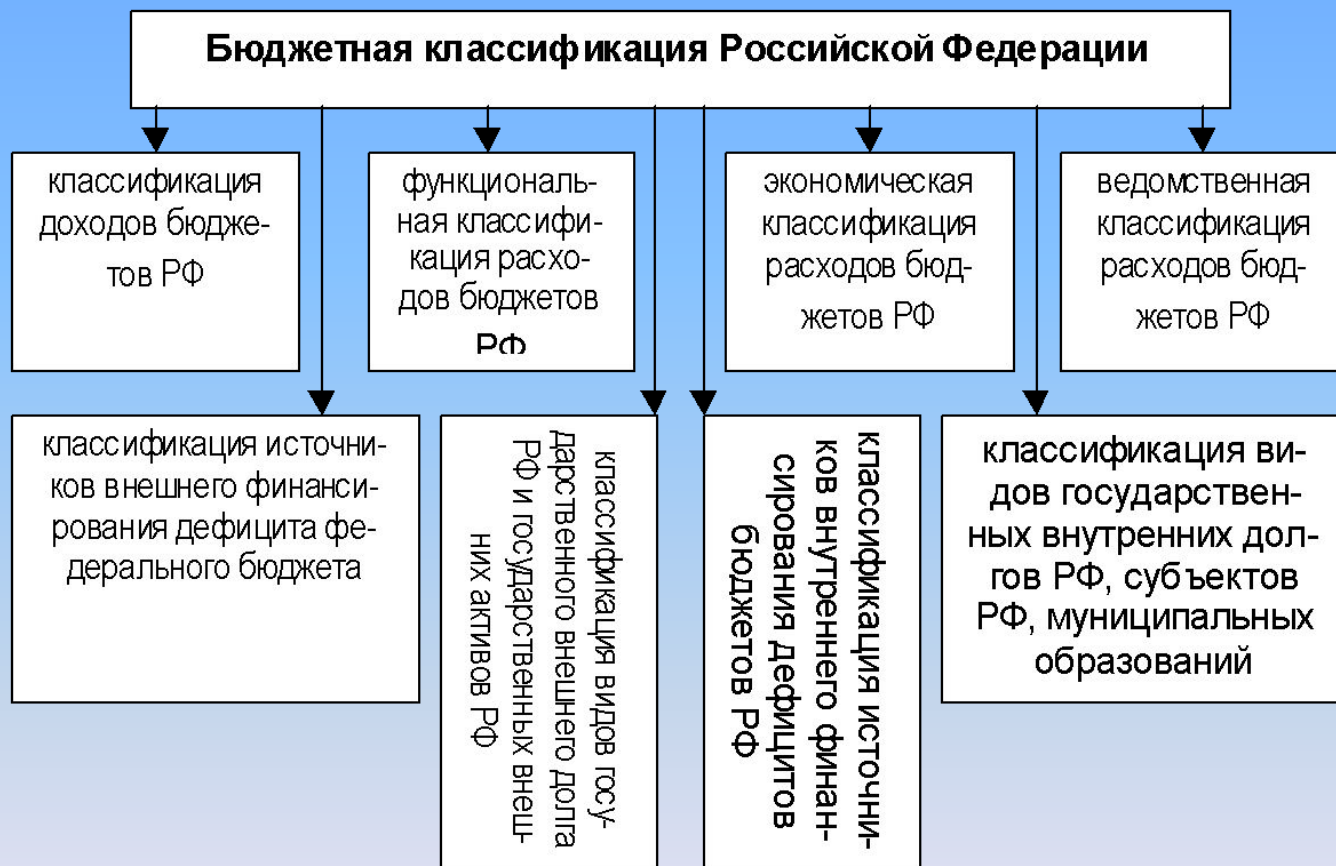 Бюджетная классификация Российской Федерации
классификация
доходов бюдже-
тов РФ
функциональ-
ная классифи-
кация расхо-
дов бюджетов
РФ
экономическая
классификация
расходов бюд-
жетов РФ
ведомственная
классификация
расходов бюд-
жетов РФ
классификация источни-
ков внешнего финанси-
рования дефицита фе-
дерального бюджета
классификация видов госу-
дарственного внешнего долга
РФ и государственных внеш-
них активов РФ
классификация источни-
ков внутреннего финан-
сирования дефицитов
бюджетов РФ
классификация ви-
дов государствен-
ных внутренних дол-
гов РФ, субъектов
РФ, муниципальных
образований